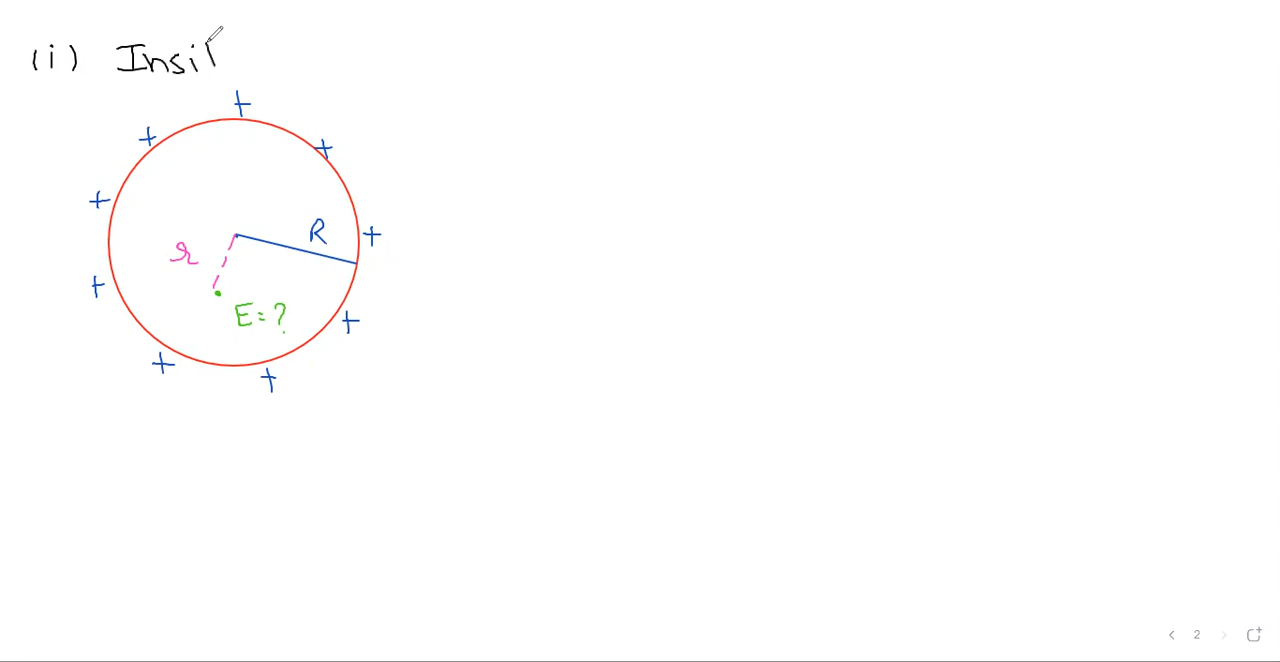 (i) Insi
+
+ +
+
R +
r
+
E = ?
+
+
+
2